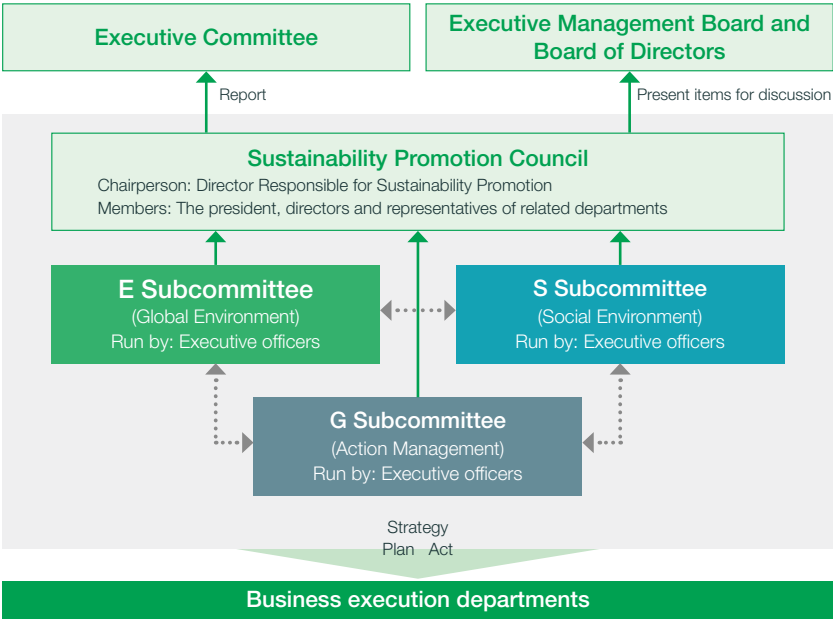 Executive Committee
Executive Management Board and
Board of Directors
Report
Present items for discussion
Sustainability Promotion Council
Chairperson: Director Responsible for Sustainability Promotion
Members: The president, directors and representatives of related departments
E Subcommittee
(Global Environment)
Run by: Executive officers
S Subcommittee
(Social Environment)
Run by: Executive officers
G Subcommittee
(Action Management)
Run by: Executive officers
Strategy
Plan Act
Business execution departments